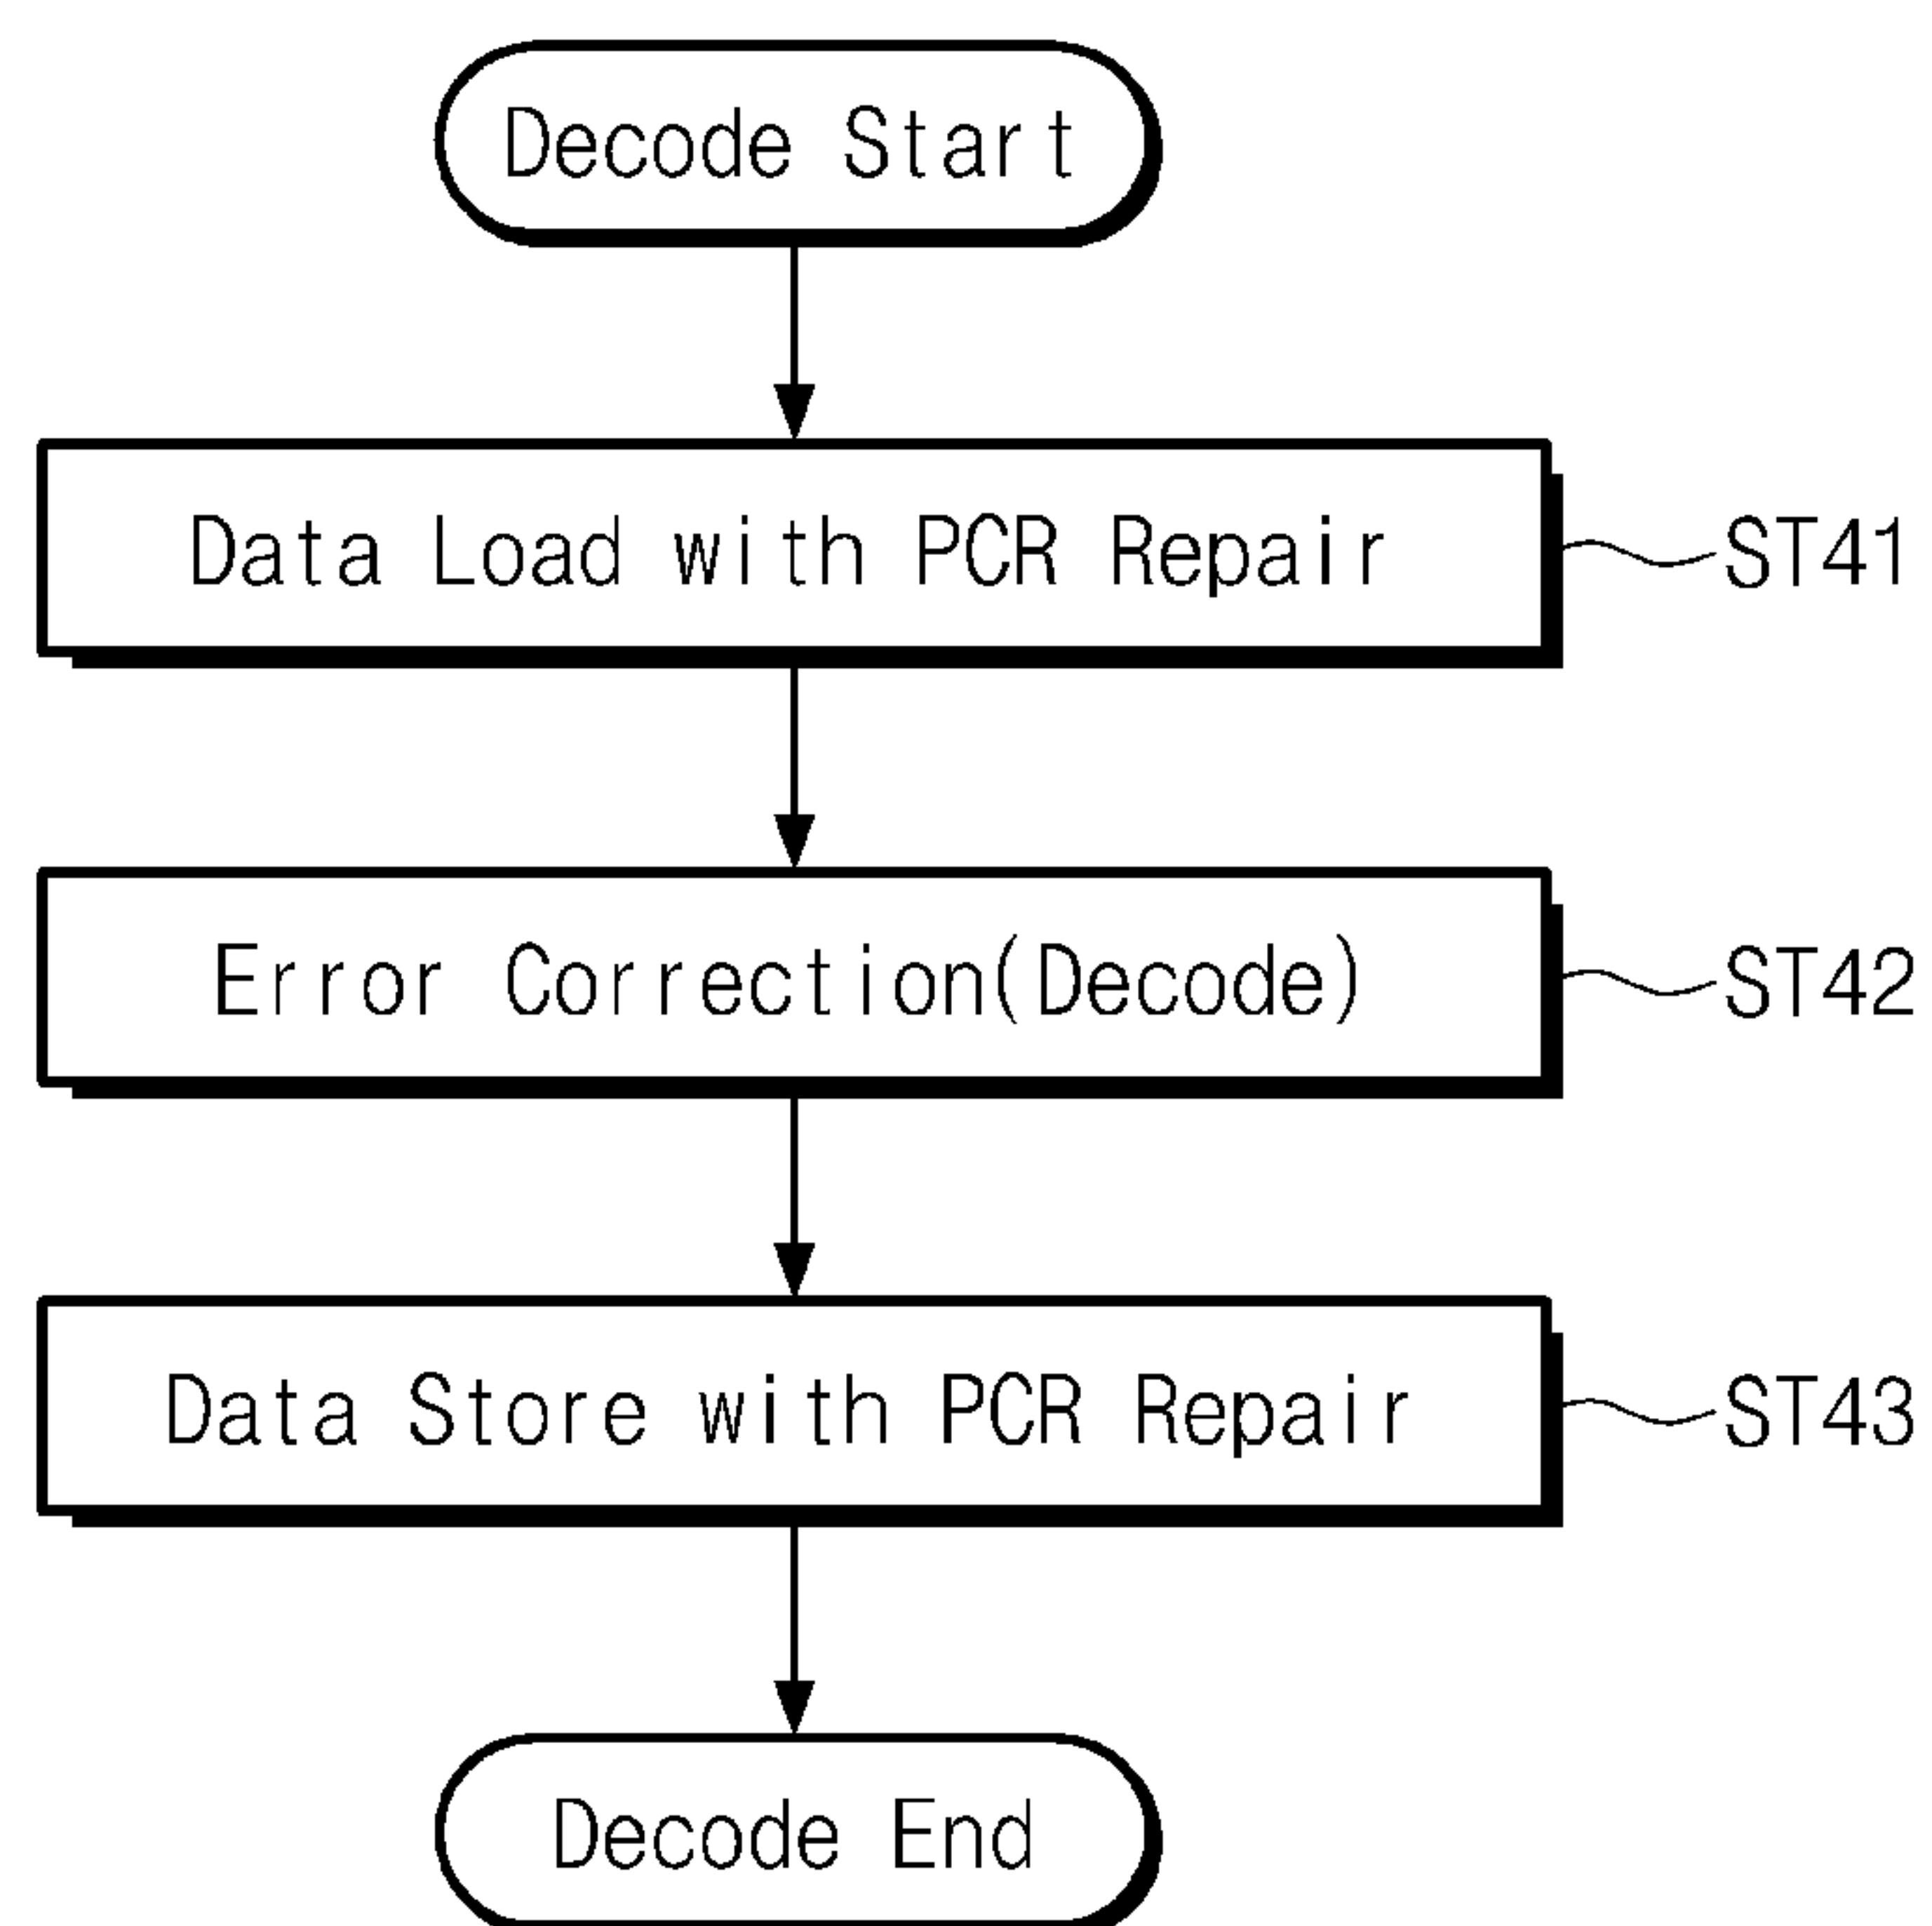 Decode Start
Data Load with PCR Repair
ST41
Error Correction(Decode)
ST42
Data Store with PCR Repair
ST43
Decode End